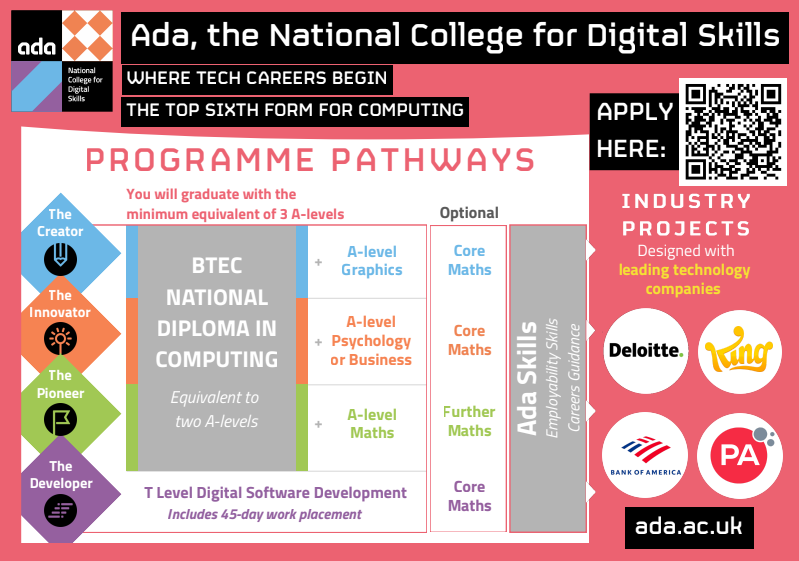 ada
National
College for
Digital
Skills
Ada, the National College for Digital Skills
WHERE TECH CAREERS BEGIN
THE TOP SIXTH FORM FOR COMPUTING
APPLY
HERE:
PROGRAMME PATHWAYS
You will graduate with the
minimum equivalent of 3 A-levels
Optional
The
Creator
The
Innovator
The
Pioneer
The
Developer
BTEC
NATIONAL
DIPLOMA IN
COMPUTING
Equivalent to
two A-levels
+ A-level
Graphics
Core
Maths
+ A-level
Psychology
or Business
Core
Maths
+ A-level
Maths
Further
Maths
T Level Digital Software Development
Includes 45-day work placement
Core
Maths
Ada Skills
Employability Skills
Careers Guidance
INDUSTRY
PROJECTS
Designed with
leading technology
companies
Deloitte.
King
BANK OF AMERICA
PA
ada.ac.uk